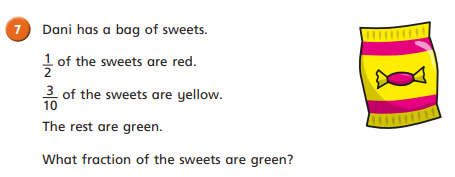 7 Dani has a bag of sweets.
1/2 of the sweets are red.
3/10 of the sweets are yellow.
The rest are green.
What fraction of the sweets are green?